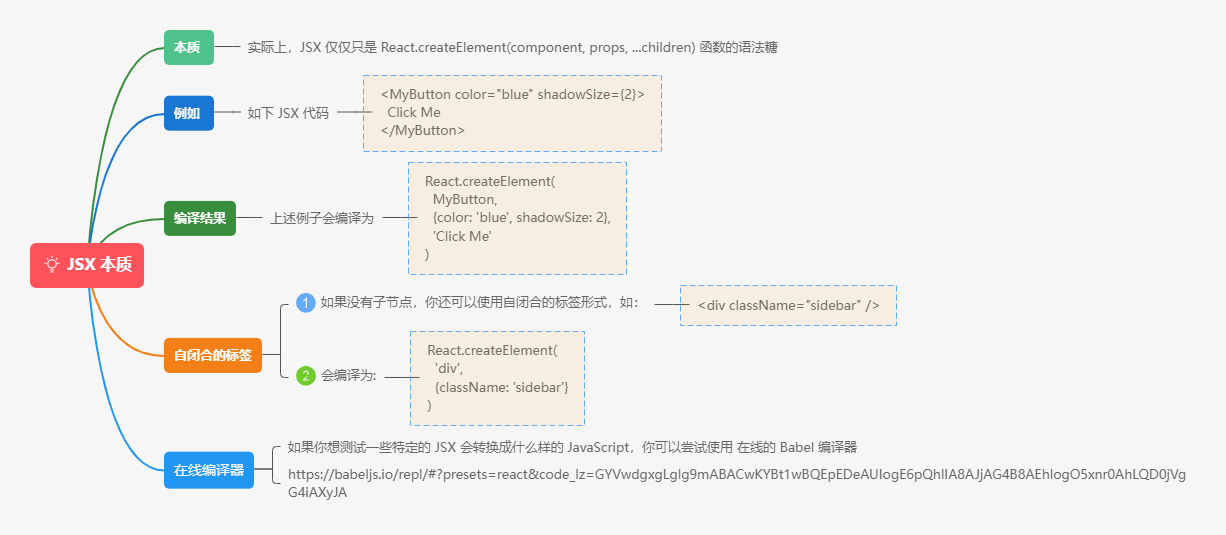 JSX 本质
本质
实际上，JSX 仅仅只是 React.createElement(component, props, ...children) 函数的语法糖
例如
如下 JSX 代码
<MyButton color="blue" shadowSize={2}>
Click Me
</MyButton>
编译结果
上述例子会编译为
React.createElement(
MyButton,
{color: 'blue', shadowSize: 2},
'Click Me'
)
自闭合的标签
1 如果没有子节点，你还可以使用自闭合的标签形式，如：
<div className="sidebar" />
2 会编译为:
React.createElement(
'div',
{className: 'sidebar'}
)
在线编译器
如果你想测试一些特定的 JSX 会转换成什么样的 JavaScript，你可以尝试使用 在线的 Babel 编译器
https://babeljs.io/repl/#?presets=react&code_lz=GYVwdgxgLglg9mABACwKYBt1wBQEpEDeAUIogE6pQhlIA8AJjAG4B8AEhlogO5xnr0AhLQD0jVg
G4iAXyJA